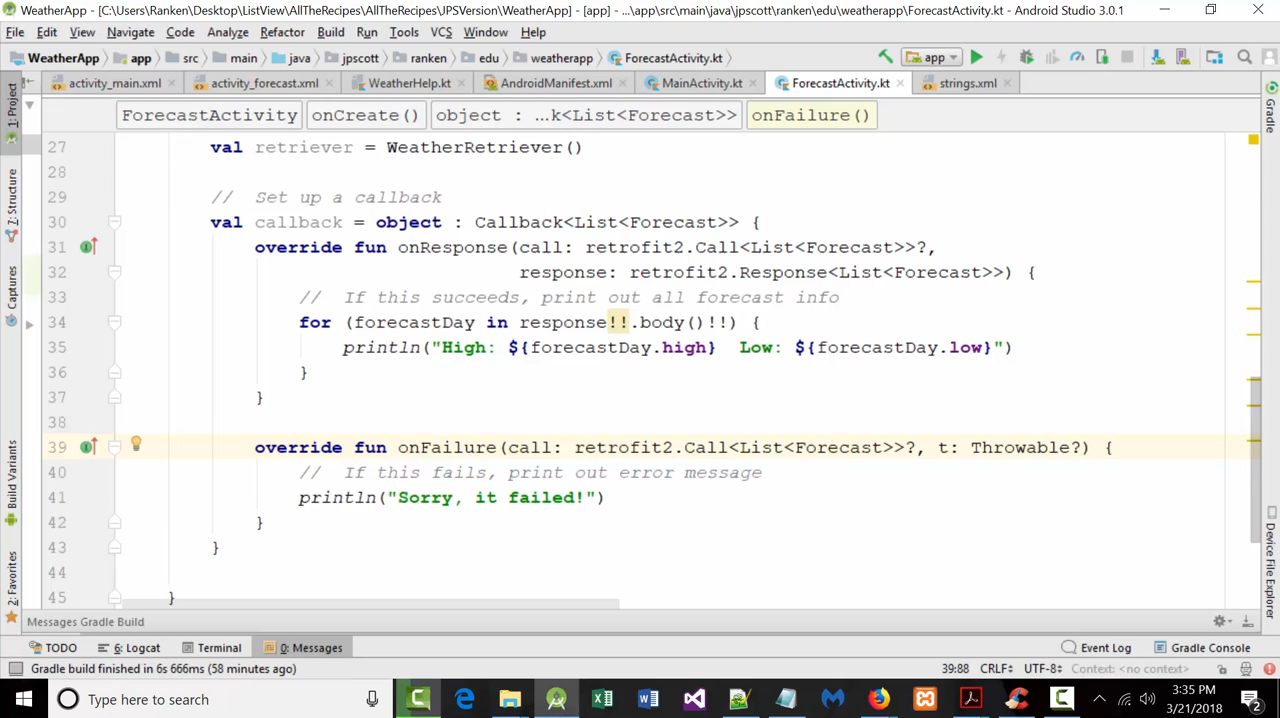 WeatherApp - [C:\Users\Ranken\Desktop\ListView\AllTheRecipes\AllTheRecipes\JPSVersion\WeatherApp] - [app] - ...\app\src\main\java\jpscott\ranken\edu\weatherapp\ForecastActivity.kt - Android Studio 3.0.1
File Edit View Navigate Code Analyze Refactor Build Run Tools VCS Window Help
WeatherApp app src main java jpscott ranken edu weatherapp ForecastActivity.kt app
1: Project activity_main.xml activity_forecast.xml WeatherHelp.kt AndroidManifest.xml MainActivity.kt ForecastActivity.kt strings.xml Gradle
ForecastActivity onCreate() object : ...k<List<Forecast>> onFailure()
27 val retriever = WeatherRetriever()
28
29 // Set up a callback
30 val callback = object : Callback<List<Forecast>> {
31 override fun onResponse(call: retrofit2.Call<List<Forecast>>?,
32 response: retrofit2.Response<List<Forecast>>) {
33 // If this succeeds, print out all forecast info
34 for (forecastDay in response!!.body()!!) {
35 println("High: ${forecastDay.high}  Low: ${forecastDay.low}")
36 }
37 }
38
39 override fun onFailure(call: retrofit2.Call<List<Forecast>>?, t: Throwable?) {
40 // If this fails, print out error message
41 println("Sorry, it failed!")
42 }
43 }
44
45 }
7: Structure
Captures
Build Variants
2: Favorites
Device File Explorer
Messages Gradle Build
TODO 6: Logcat Terminal 0: Messages Event Log Gradle Console
Gradle build finished in 6s 666ms (58 minutes ago) 39:88 CRLF UTF-8 Context: <no context>
Type here to search 3:35 PM
3/21/2018 2